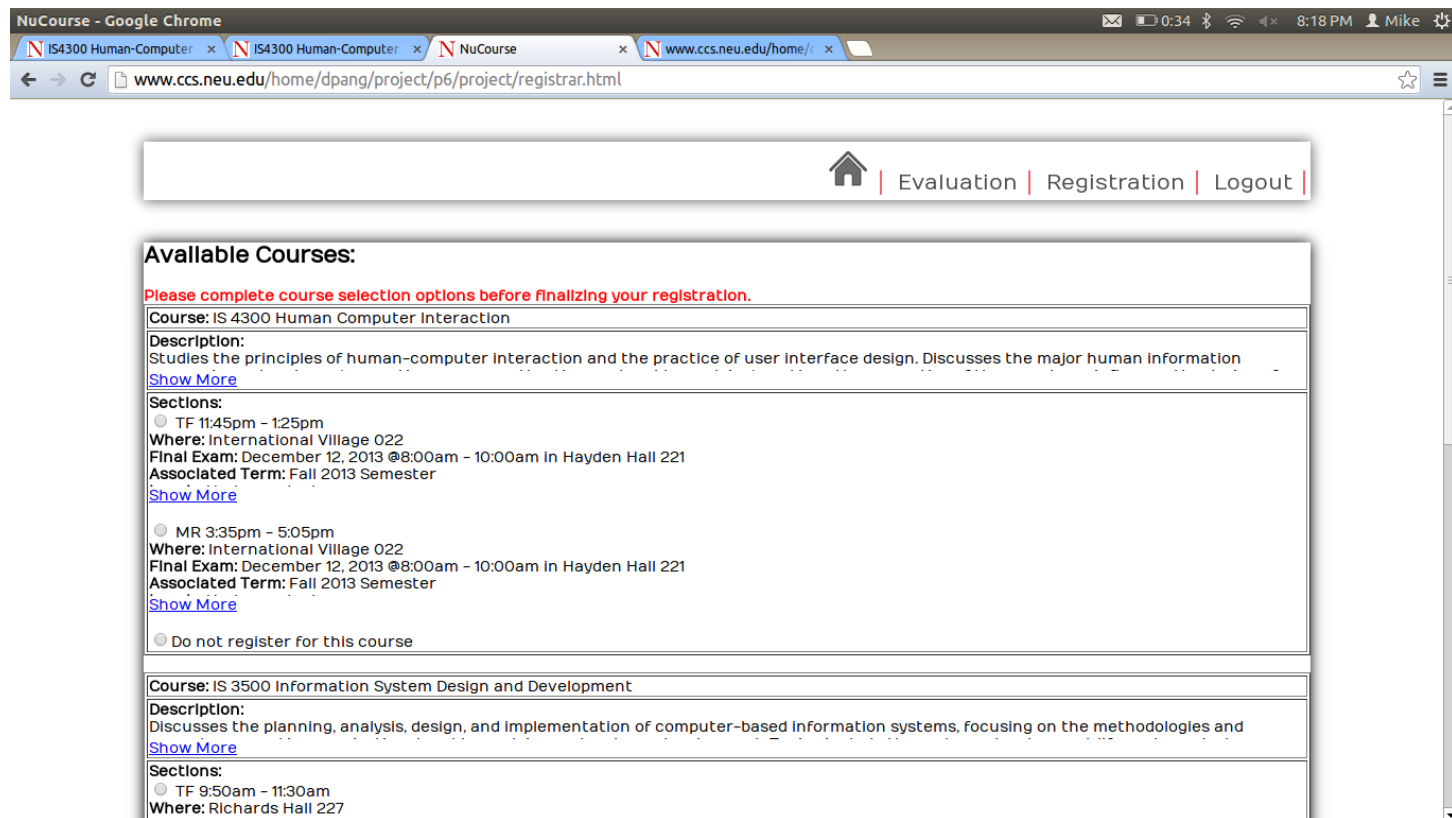 NuCourse - Google Chrome
0:34
8:18 PM
Mike
IS4300 Human-Computer
IS4300 Human-Computer
NuCourse
www.ccs.neu.edu/home/
www.ccs.neu.edu/home/dpang/project/p6/project/registrar.html
Evaluation | Registration | Logout |
Available Courses:
Please complete course selection options before finalizing your registration.
Course: IS 4300 Human Computer Interaction
Description:
Studies the principles of human-computer interaction and the practice of user interface design. Discusses the major human information
Show More
Sections:
TF 11:45pm - 1:25pm
Where: International Village 022
Final Exam: December 12, 2013 @8:00am - 10:00am in Hayden Hall 221
Associated Term: Fall 2013 Semester
Show More
MR 3:35pm - 5:05pm
Where: International Village 022
Final Exam: December 12, 2013 @8:00am - 10:00am in Hayden Hall 221
Associated Term: Fall 2013 Semester
Show More
Do not register for this course
Course: IS 3500 Information System Design and Development
Description:
Discusses the planning, analysis, design, and implementation of computer-based information systems, focusing on the methodologies and
Show More
Sections:
TF 9:50am - 11:30am
Where: Richards Hall 227